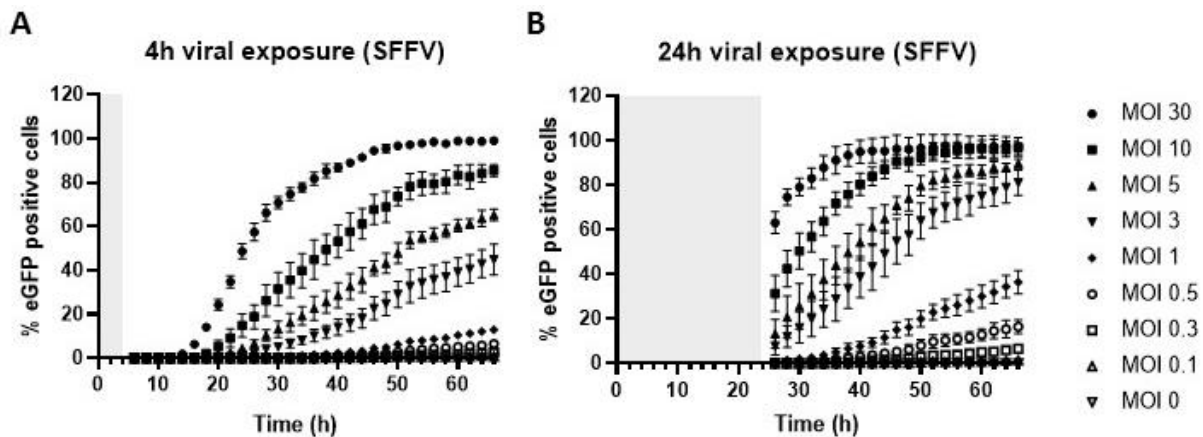 A
B
4h viral exposure (SFFV)
24h viral exposure (SFFV)
% eGFP positive cells
120
100
80
60
40
20
0
0
10
20
30
40
50
60
Time (h)
% eGFP positive cells
120
100
80
60
40
20
0
0
10
20
30
40
50
60
Time (h)
MOI 30
MOI 10
MOI 5
MOI 3
MOI 1
MOI 0.5
MOI 0.3
MOI 0.1
MOI 0